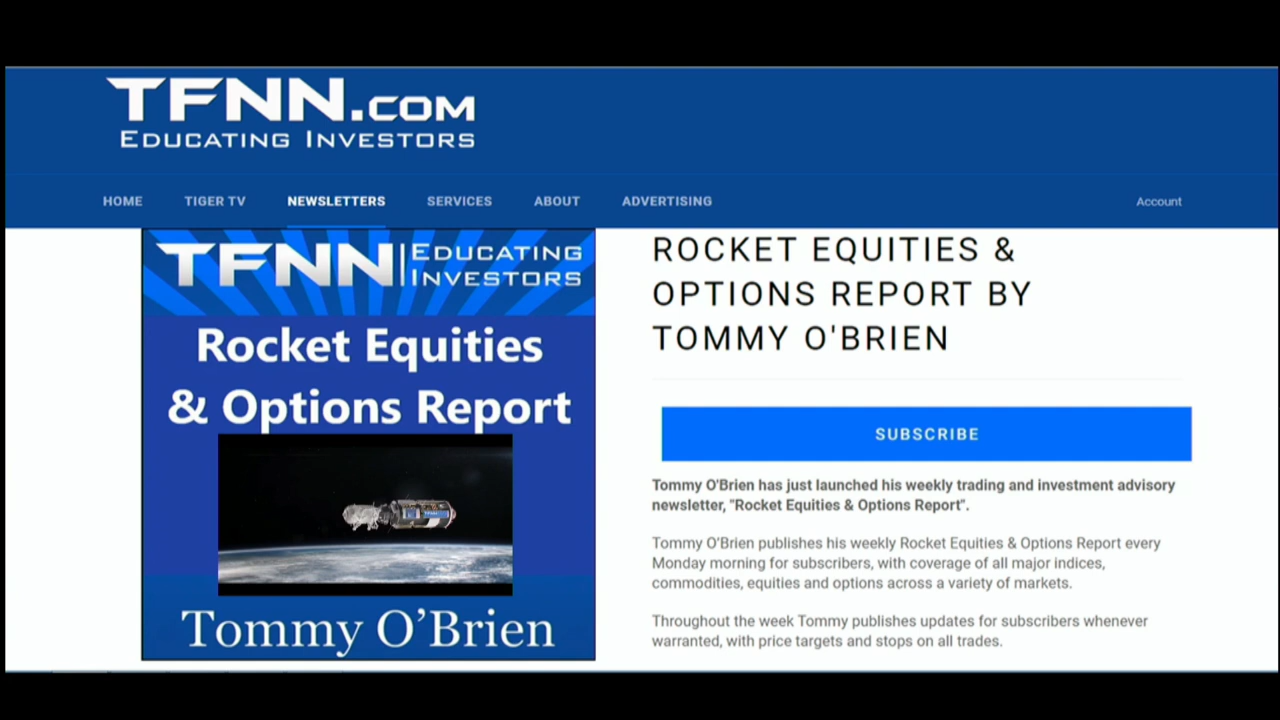 TFNN.COM
EDUCATING INVESTORS
HOME TIGER TV NEWSLETTERS SERVICES ABOUT ADVERTISING Account
TFNN EDUCATING
INVESTORS
Rocket Equities
& Options Report
Tommy O’Brien
ROCKET EQUITIES &
OPTIONS REPORT BY
TOMMY O'BRIEN
SUBSCRIBE
Tommy O'Brien has just launched his weekly trading and investment advisory
newsletter, "Rocket Equities & Options Report".
Tommy O'Brien publishes his weekly Rocket Equities & Options Report every
Monday morning for subscribers, with coverage of all major indices,
commodities, equities and options across a variety of markets.
Throughout the week Tommy publishes updates for subscribers whenever
warranted, with price targets and stops on all trades.